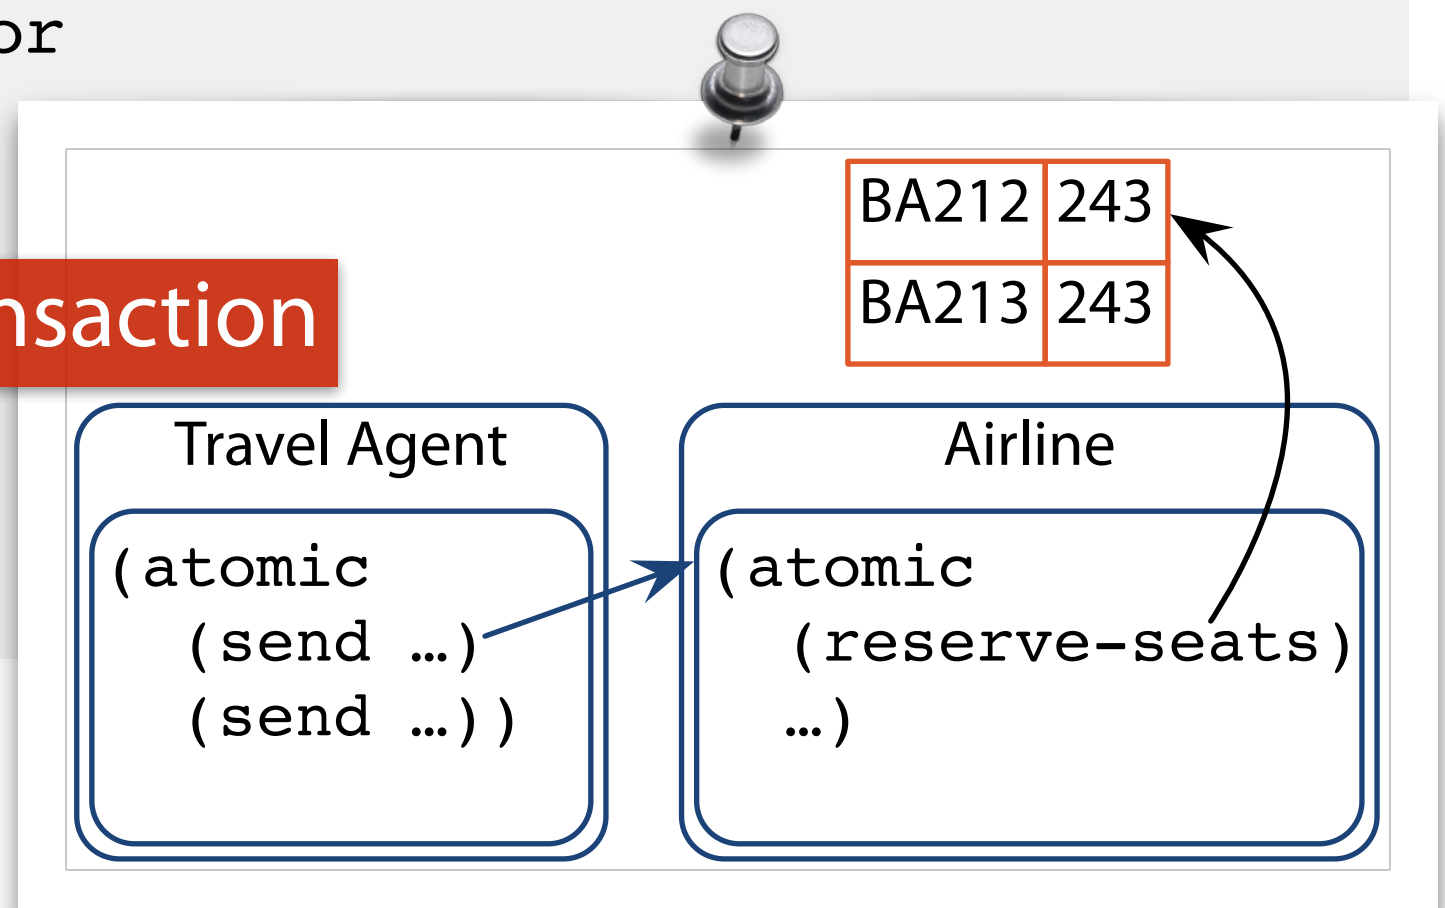 or
BA212 243
BA213 243
nsaction
Travel Agent
(atomic
(send …)
(send …))
Airline
(atomic
(reserve-seats)
…)